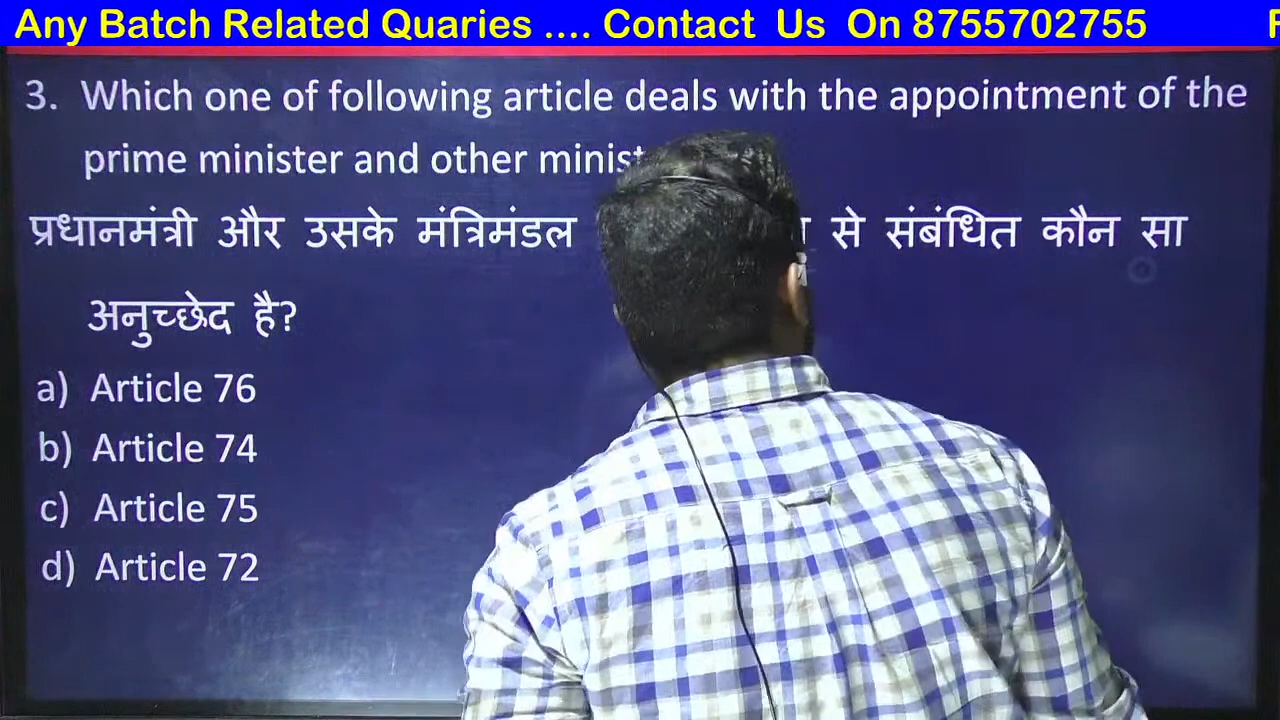 Any Batch Related Quaries .... Contact Us On 8755702755
3. Which one of following article deals with the appointment of the
prime minister and other
प्रधानमंत्री और उसके मंत्रिमंडल से संबंधित कौन सा
अनुच्छेद है?
a) Article 76
b) Article 74
c) Article 75
d) Article 72